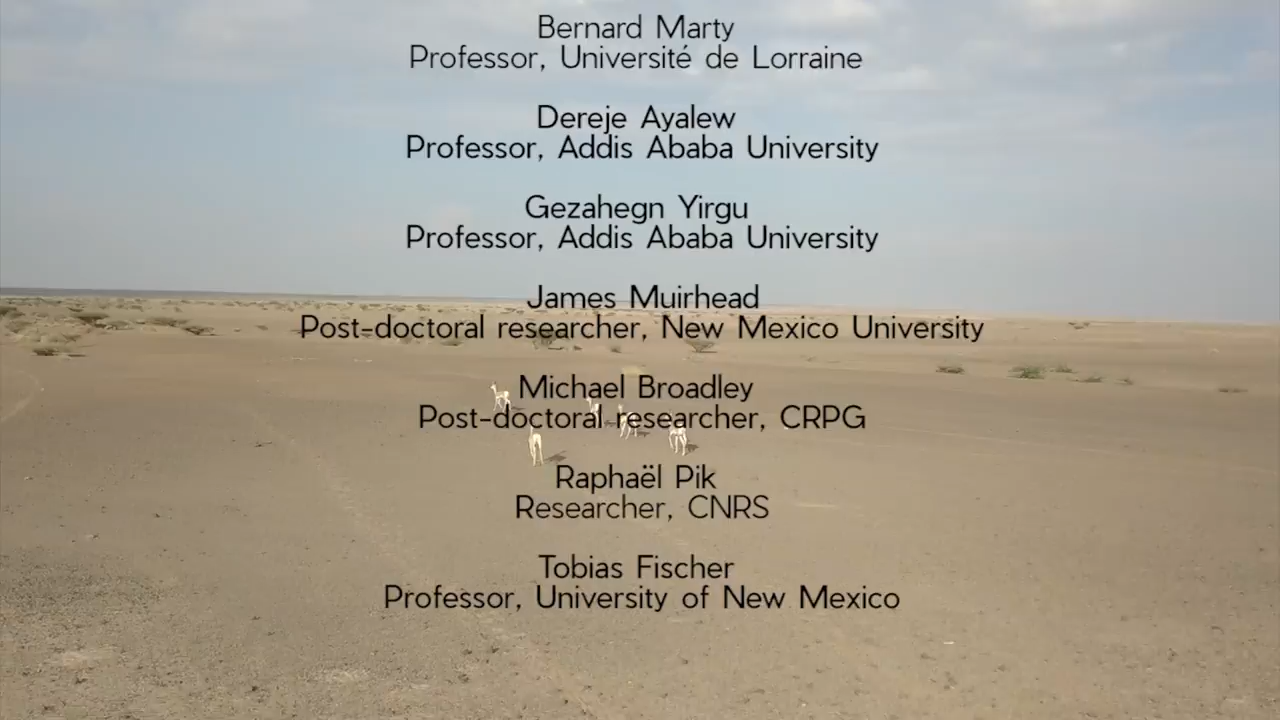 Bernard Marty
Professor, Université de Lorraine
Dereje Ayalew
Professor, Addis Ababa University
Gezahegn Yirgu
Professor, Addis Ababa University
James Muirhead
Post-doctoral researcher, New Mexico University
Michael Broadley
Post-doctoral researcher, CRPG
Raphaël Pik
Researcher, CNRS
Tobias Fischer
Professor, University of New Mexico